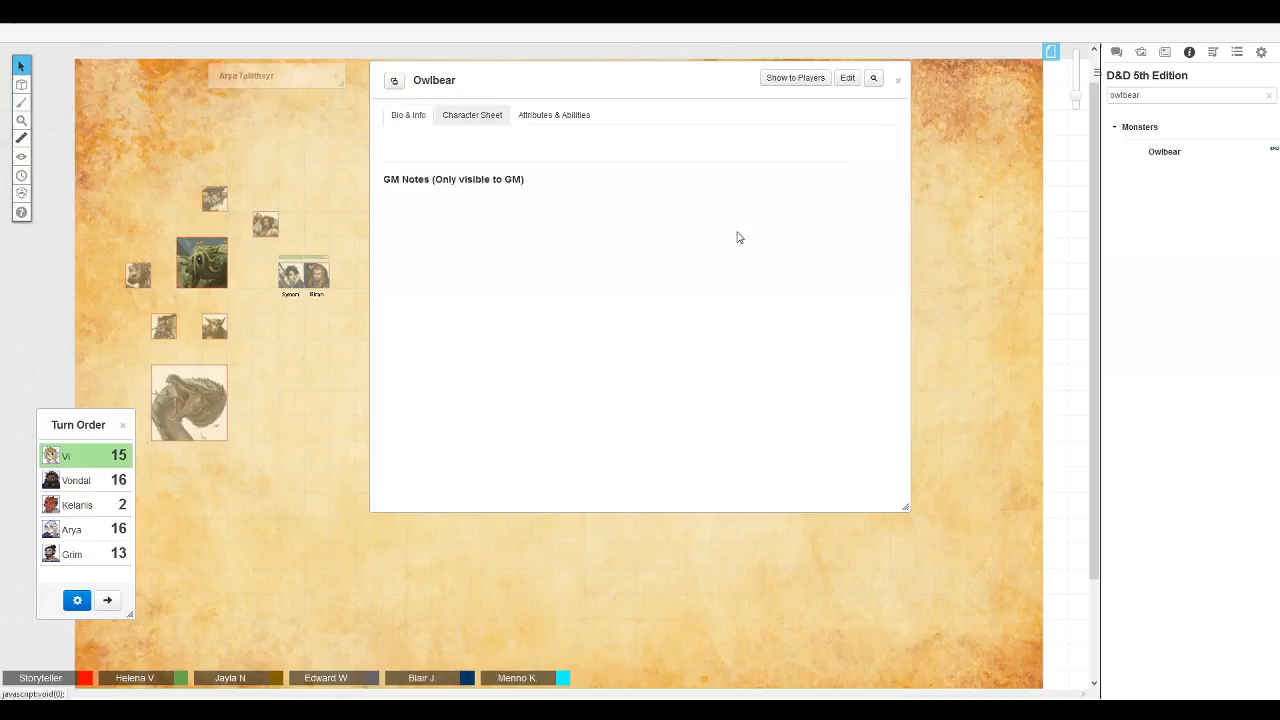 Arya Tallithsyr
Owlbear
Show to Players
Edit
Bio & Info
Character Sheet
Attributes & Abilities
GM Notes (Only visible to GM)
D&D 5th Edition
owlbear
Monsters
Owlbear
Turn Order
Vi 15
Vondal 16
Kelariis 2
Arya 16
Grim 13
Storyteller
Helena V.
Jayla N.
Edward W.
Blair J.
Menno K.
javascript:void(0);